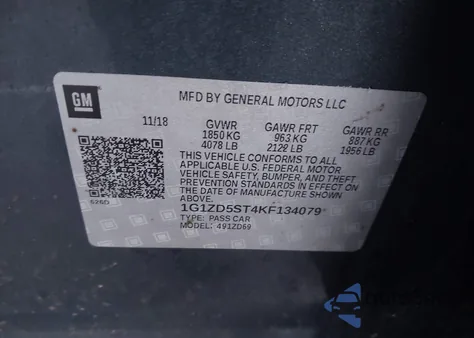 GM
MFD BY GENERAL MOTORS LLC
11/18
GVWR GAWR FRT GAWR RR
1850 KG 963 KG 887 KG
4078 LB 2128 LB 1956 LB
THIS VEHICLE CONFORMS TO ALL
APPLICABLE U.S. FEDERAL MOTOR
VEHICLE SAFETY, BUMPER, AND THEFT
PREVENTION STANDARDS IN EFFECT ON
THE DATE OF MANUFACTURE SHOWN
ABOVE.
1G1ZD5ST4KF134079
TYPE: PASS CAR
MODEL: 491ZD69